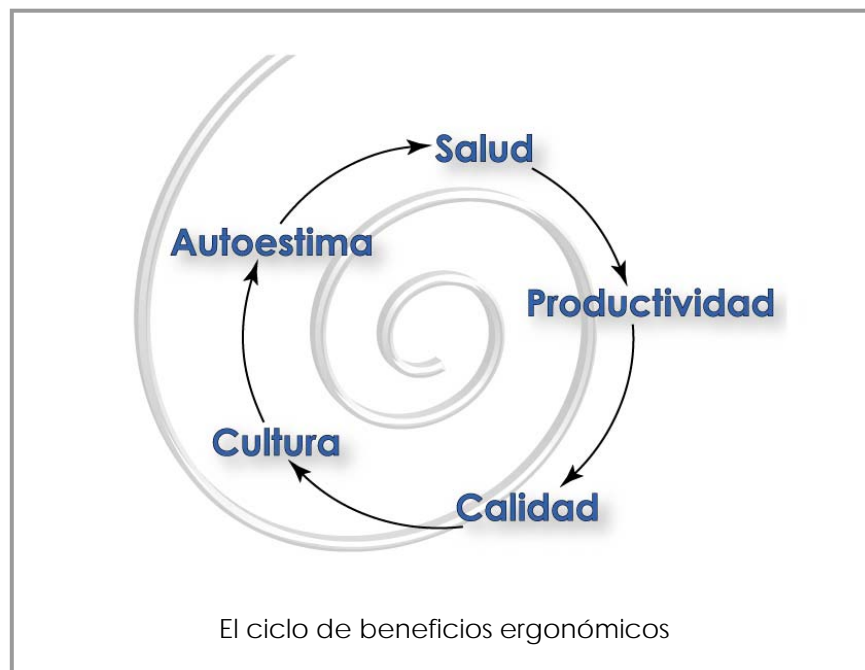 Salud
Autoestima
Productividad
Cultura
Calidad
El ciclo de beneficios ergonómicos